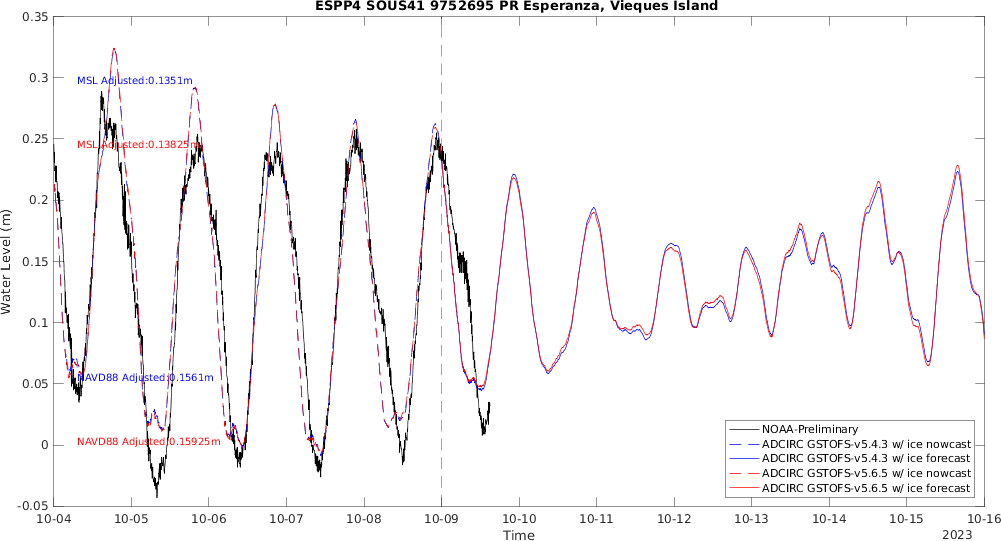 ESPP4 SOUS41 9752695 PR Esperanza, Vieques Island
0.35
0.3
0.25
0.2
0.15
0.1
0.05
0
-0.05
Water Level (m)
MSL Adjusted:0.1351m
MSL Adjusted:0.13825m
NAVD88 Adjusted:0.1561m
NAVD88 Adjusted:0.15925m
NOAA-Preliminary
ADCIRC GSTOFS-v5.4.3 w/ ice nowcast
ADCIRC GSTOFS-v5.4.3 w/ ice forecast
ADCIRC GSTOFS-v5.6.5 w/ ice nowcast
ADCIRC GSTOFS-v5.6.5 w/ ice forecast
10-04 10-05 10-06 10-07 10-08 10-09 10-10 10-11 10-12 10-13 10-14 10-15 10-16
Time
2023